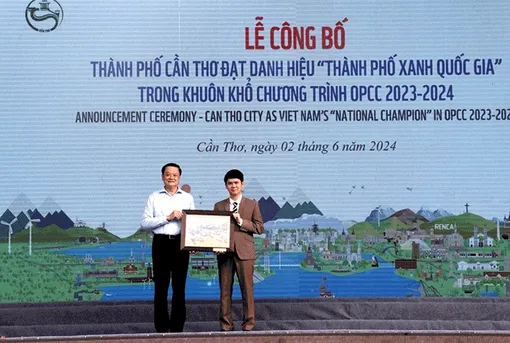 LỄ CÔNG BỐ
THÀNH PHỐ CẦN THƠ ĐẠT DANH HIỆU “THÀNH PHỐ XANH QUỐC GIA”
TRONG KHUÔN KHỔ CHƯƠNG TRÌNH OPCC 2023-2024
ANNOUNCEMENT CEREMONY - CAN THO CITY AS VIET NAM'S "NATIONAL CHAMPION" IN OPCC 2023-202
Cần Thơ, ngày 02 tháng 6 năm 2024
RENCA